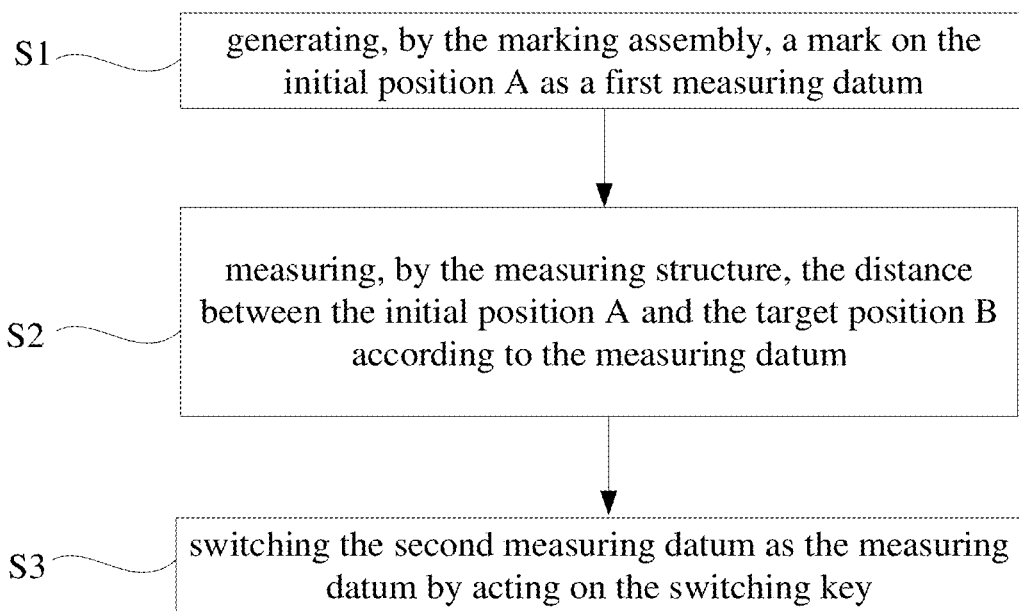 S1
generating, by the marking assembly, a mark on the
initial position A as a first measuring datum
S2
measuring, by the measuring structure, the distance
between the initial position A and the target position B
according to the measuring datum
S3
switching the second measuring datum as the measuring
datum by acting on the switching key